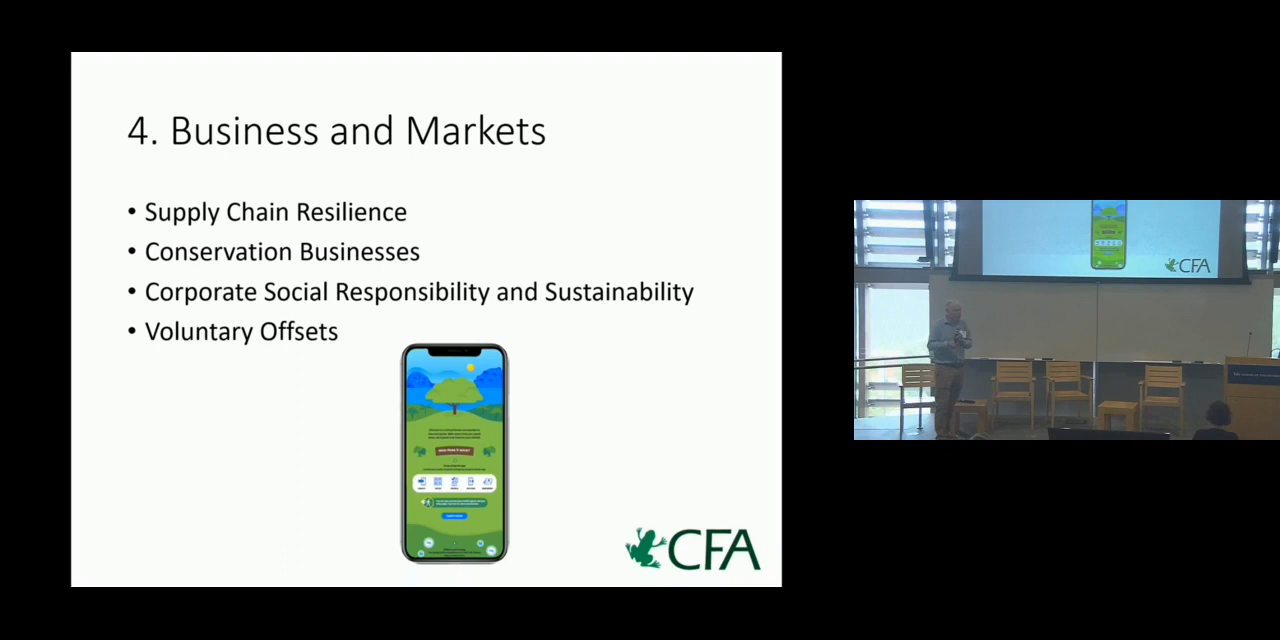 4. Business and Markets
• Supply Chain Resilience
• Conservation Businesses
• Corporate Social Responsibility and Sustainability
• Voluntary Offsets
CFA
CFA